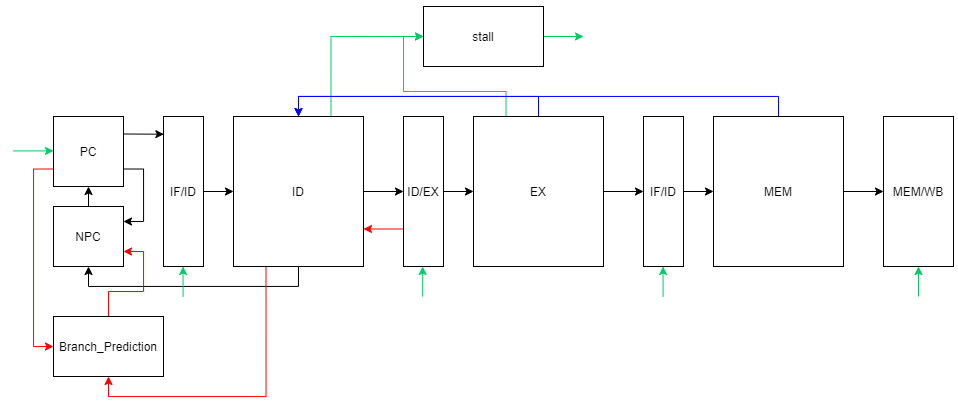 stall
PC
IF/ID
ID
ID/EX
EX
IF/ID
MEM
MEM/WB
NPC
Branch_Prediction